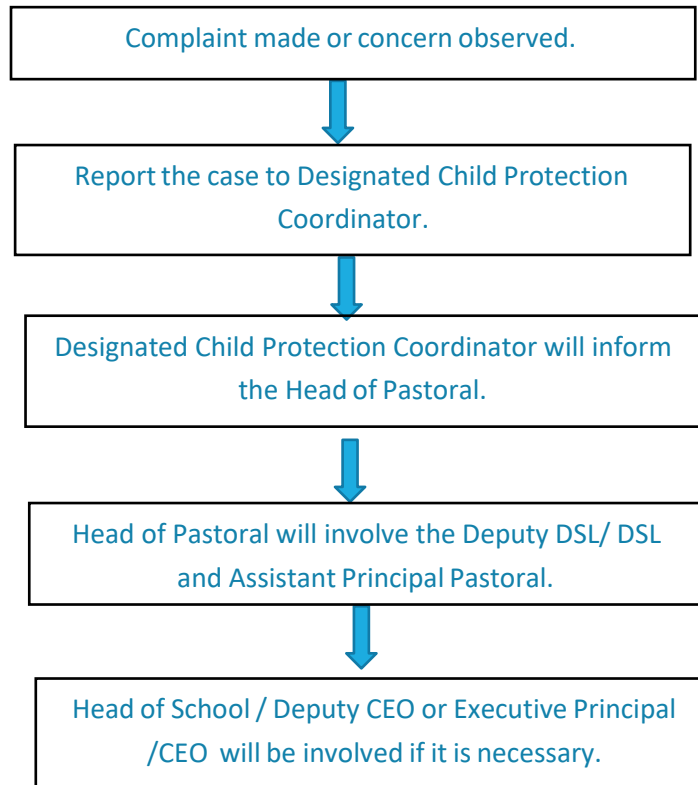 Complaint made or concern observed.
Report the case to Designated Child Protection
Coordinator.
Designated Child Protection Coordinator will inform
the Head of Pastoral.
Head of Pastoral will involve the Deputy DSL/ DSL
and Assistant Principal Pastoral.
Head of School / Deputy CEO or Executive Principal
/CEO will be involved if it is necessary.